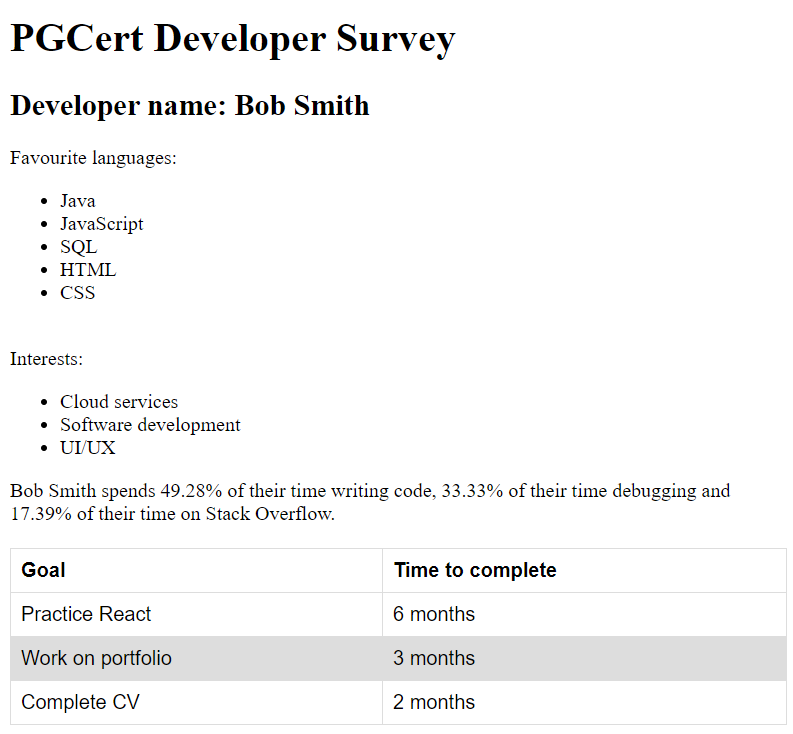 PGCert Developer Survey
Developer name: Bob Smith
Favourite languages:
Java
JavaScript
SQL
HTML
CSS
Interests:
Cloud services
Software development
UI/UX
Bob Smith spends 49.28% of their time writing code, 33.33% of their time debugging and
17.39% of their time on Stack Overflow.
Goal Time to complete
Practice React 6 months
Work on portfolio 3 months
Complete CV 2 months